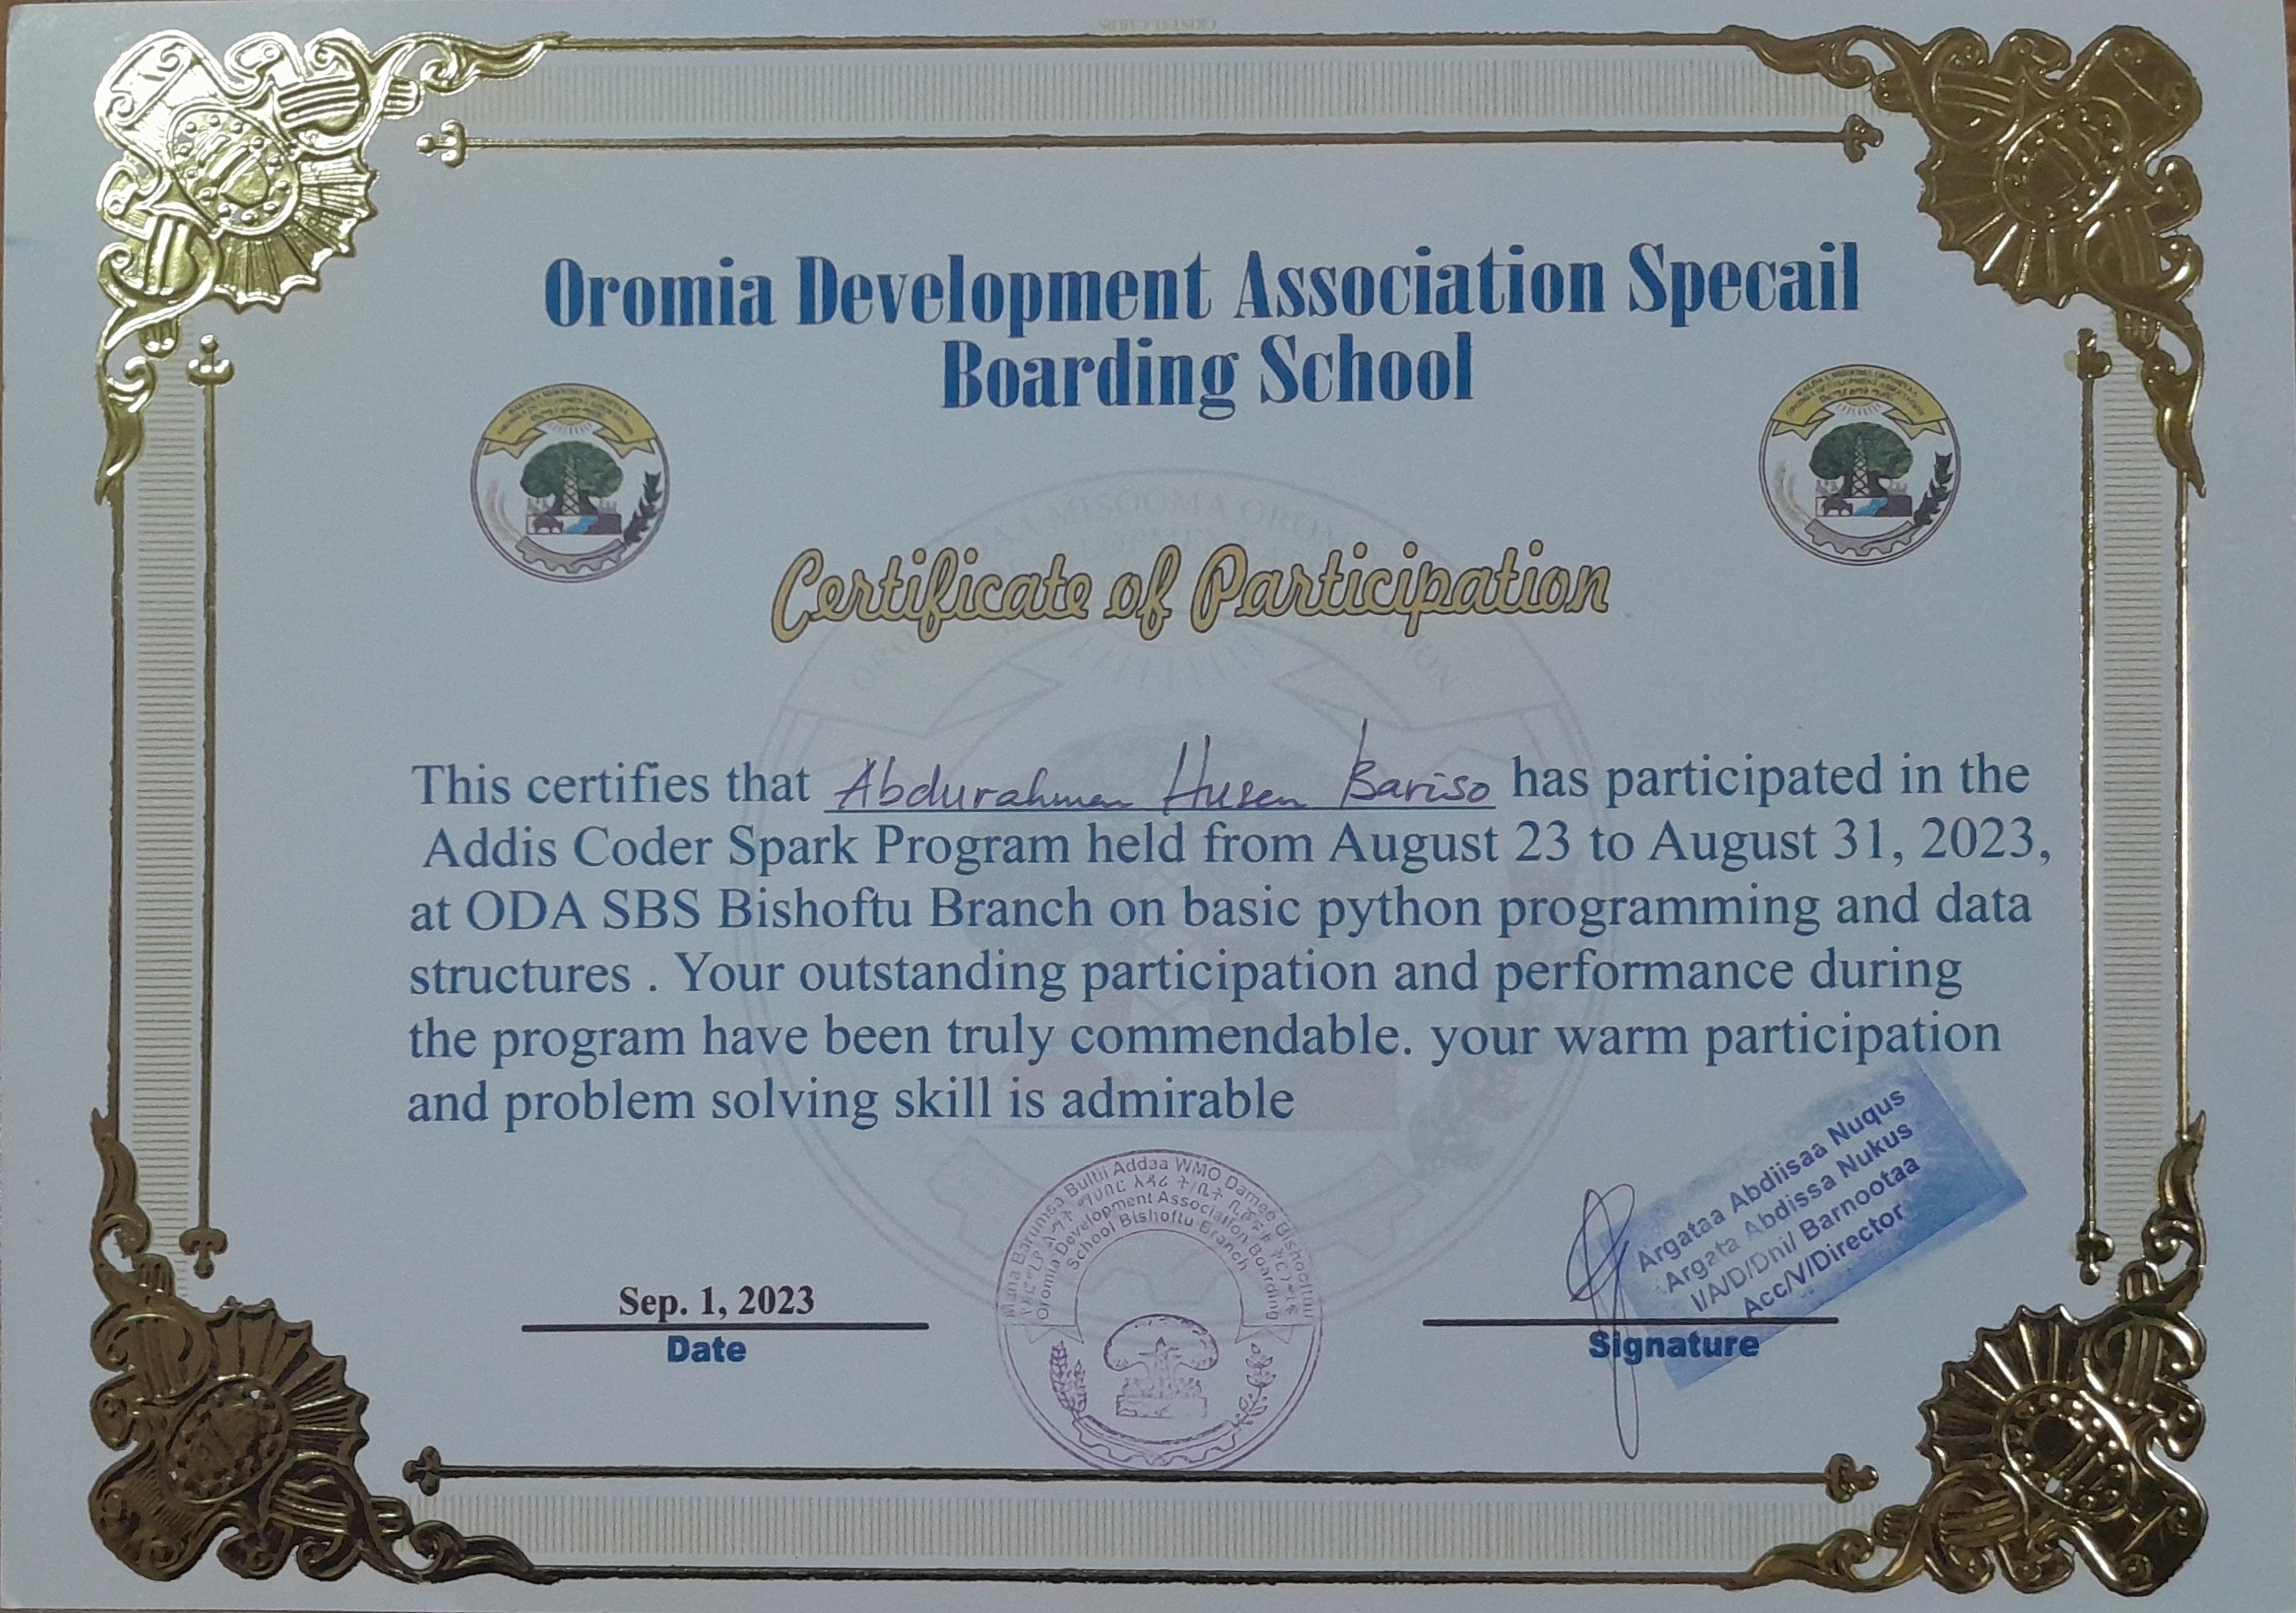 Oromia Development Association Specail
Boarding School
Certificate of Participation
This certifies that Abdurahman Husen Bariso has participated in the
Addis Coder Spark Program held from August 23 to August 31, 2023,
at ODA SBS Bishoftu Branch on basic python programming and data
structures . Your outstanding participation and performance during
the program have been truly commendable. your warm participation
and problem solving skill is admirable
Mana Barumsa Bultii Addaa WMO Damee Bishooftuu
Oromia Development Association Boarding
School Bishoftu Branch
Argataa Abdiisaa Nuqus
Argata Abdissa Nukus
I/A/D/Dni/ Barnootaa
Acc/V/Director
Sep. 1, 2023
Date
Signature